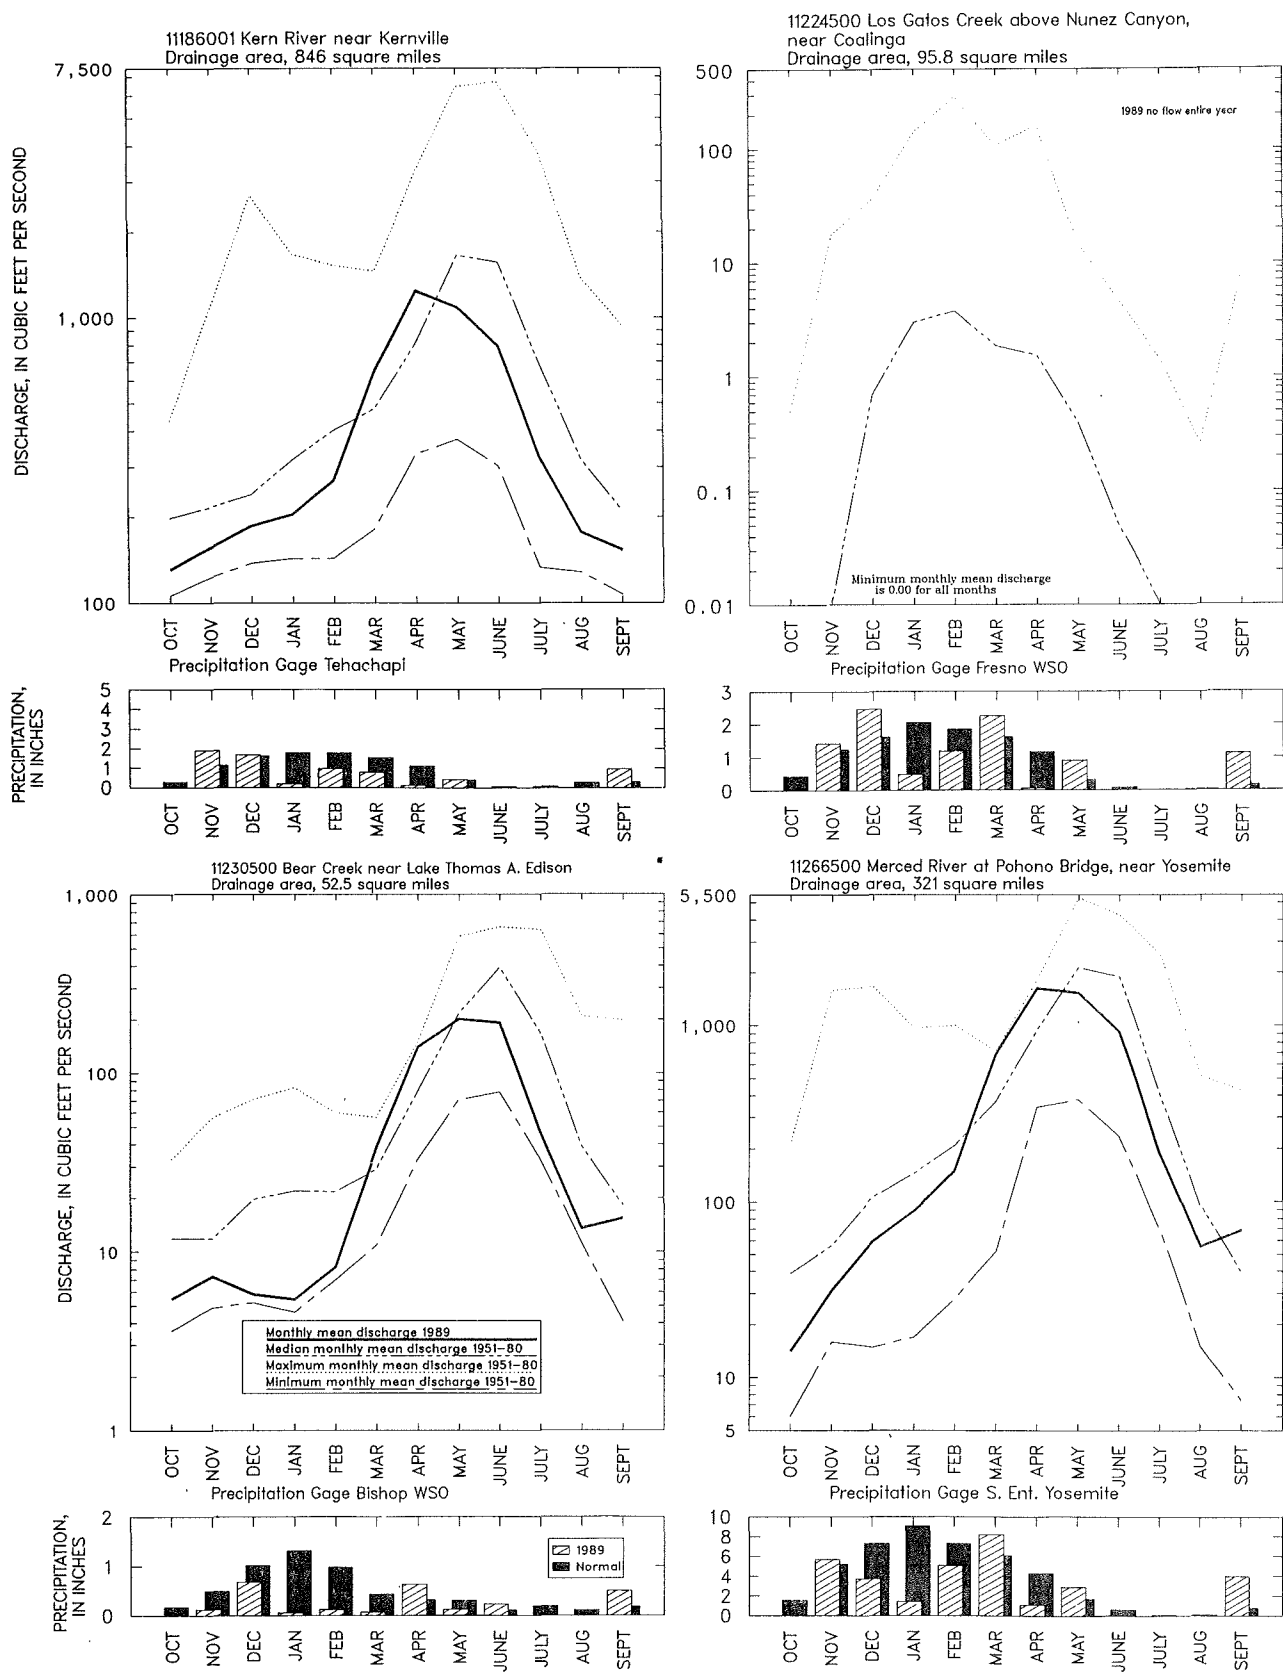 11186001 Kern River near Kernville
Drainage area, 846 square miles
7,500
1,000
100
DISCHARGE, IN CUBIC FEET PER SECOND
OCT NOV DEC JAN FEB MAR APR MAY JUNE JULY AUG SEPT
Precipitation Gage Tehachapi
5
4
3
2
1
0
PRECIPITATION,
IN INCHES
OCT NOV DEC JAN FEB MAR APR MAY JUNE JULY AUG SEPT
11224500 Los Gatos Creek above Nunez Canyon,
near Coalinga
Drainage area, 95.8 square miles
500
100
10
1
0.1
0.01
1989 no flow entire year
Minimum monthly mean discharge
is 0.00 for all months
OCT NOV DEC JAN FEB MAR APR MAY JUNE JULY AUG SEPT
Precipitation Gage Fresno WSO
3
2
1
0
OCT NOV DEC JAN FEB MAR APR MAY JUNE JULY AUG SEPT
11230500 Bear Creek near Lake Thomas A. Edison
Drainage area, 52.5 square miles
1,000
100
10
1
DISCHARGE, IN CUBIC FEET PER SECOND
Monthly mean discharge 1989
Median monthly mean discharge 1951-80
Maximum monthly mean discharge 1951-80
Minimum monthly mean discharge 1951-80
OCT NOV DEC JAN FEB MAR APR MAY JUNE JULY AUG SEPT
Precipitation Gage Bishop WSO
2
1
0
PRECIPITATION,
IN INCHES
1989
Normal
OCT NOV DEC JAN FEB MAR APR MAY JUNE JULY AUG SEPT
11266500 Merced River at Pohono Bridge, near Yosemite
Drainage area, 321 square miles
5,500
1,000
100
10
5
OCT NOV DEC JAN FEB MAR APR MAY JUNE JULY AUG SEPT
Precipitation Gage S. Ent. Yosemite
10
8
6
4
2
0
OCT NOV DEC JAN FEB MAR APR MAY JUNE JULY AUG SEPT